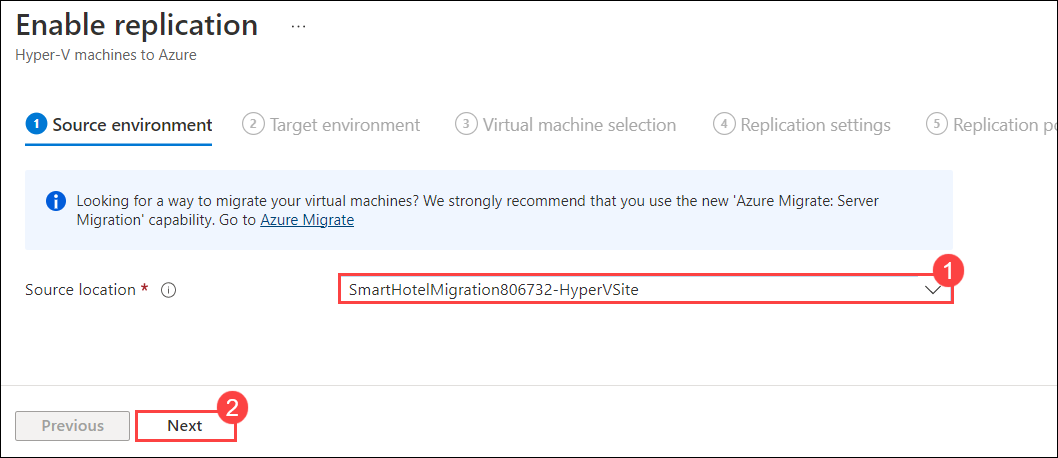 Enable replication ...
Hyper-V machines to Azure
1 Source environment 2 Target environment 3 Virtual machine selection 4 Replication settings 5 Replication
Looking for a way to migrate your virtual machines? We strongly recommend that you use the new 'Azure Migrate: Server
Migration' capability. Go to Azure Migrate
1
Source location * SmartHotelMigration806732-HyperVSite
2
Previous Next